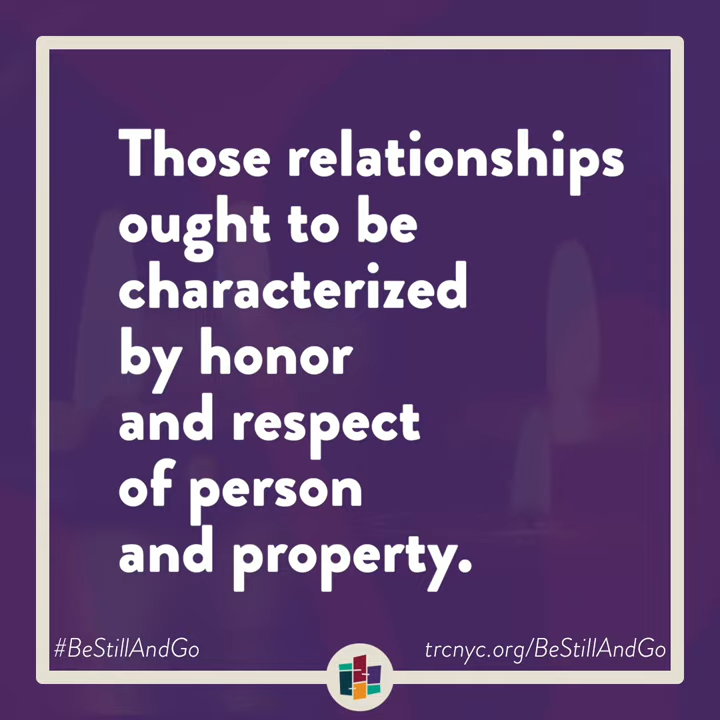 Those relationships
ought to be
characterized
by honor
and respect
of person
and property.
#BeStillAndGo
trcnyc.org/BeStillAndGo